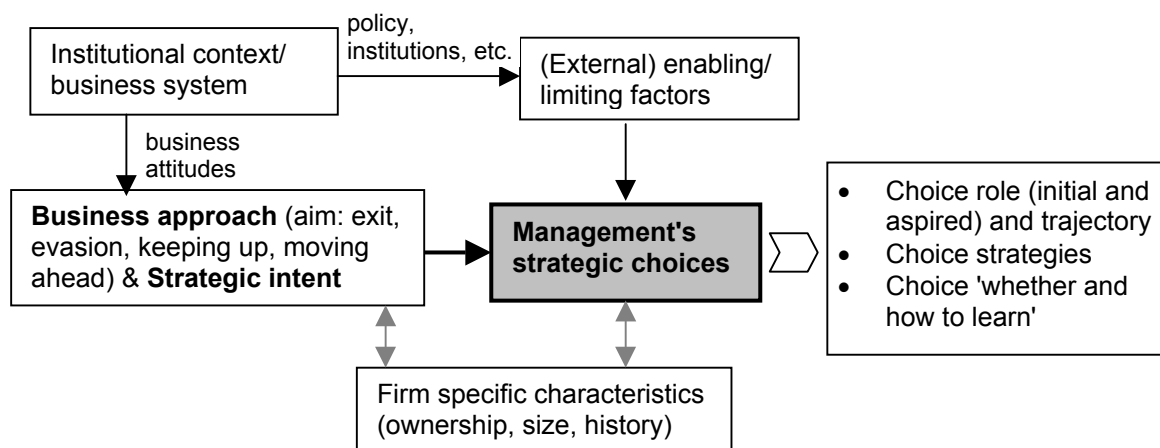 policy,
institutions, etc.
Institutional context/
business system
(External) enabling/
limiting factors
business
attitudes
Business approach (aim: exit,
evasion, keeping up, moving
ahead) & Strategic intent
Management's
strategic choices
• Choice role (initial and
aspired) and trajectory
• Choice strategies
• Choice 'whether and
how to learn'
Firm specific characteristics
(ownership, size, history)